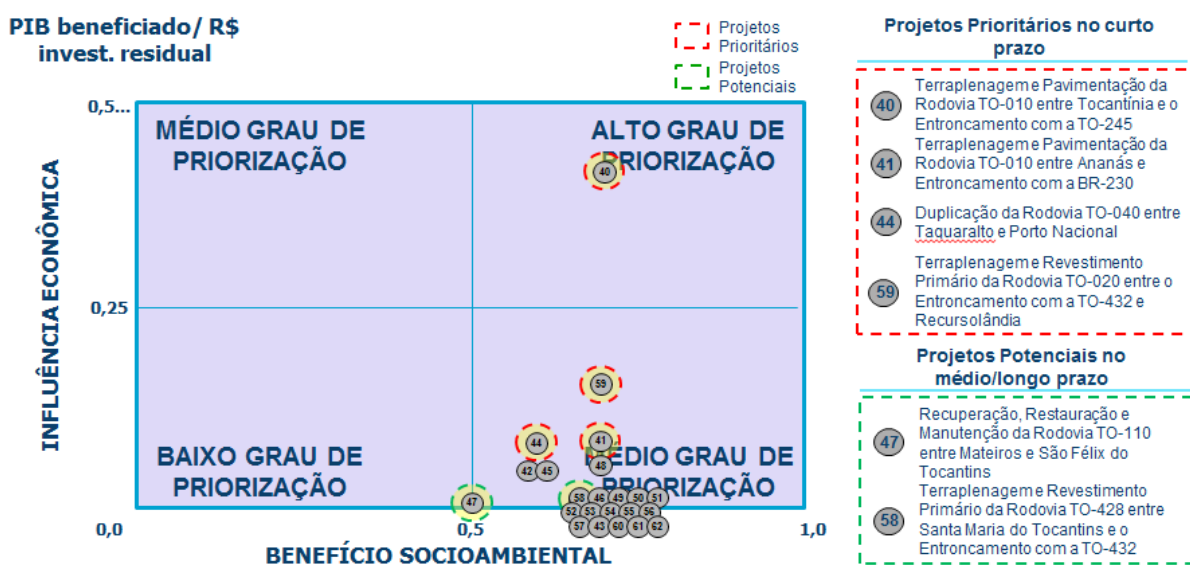 PIB beneficiado/ R$
invest. residual
Projetos
Prioritários
Projetos
Potenciais
0,5...
MÉDIO GRAU DE
PRIORIZAÇÃO
ALTO GRAU DE
PRIORIZAÇÃO
40
INFLUÊNCIA ECONÔMICA
0,25
59
44
41
42
45
48
BAIXO GRAU DE
PRIORIZAÇÃO
MÉDIO GRAU DE
PRIORIZAÇÃO
47
58 46 49 50 51
52 53 54 55 56
57 43 60 61 62
0,0
0,5
1,0
BENEFÍCIO SOCIOAMBIENTAL
Projetos Prioritários no curto
prazo
40
Terraplenagem e Pavimentação da
Rodovia TO-010 entre Tocantínia e o
Entroncamento com a TO-245
41
Terraplenagem e Pavimentação da
Rodovia TO-010 entre Ananás e
Entroncamento com a BR-230
44
Duplicação da Rodovia TO-040 entre
Taquaralto e Porto Nacional
59
Terraplenagem e Revestimento
Primário da Rodovia TO-020 entre o
Entroncamento com a TO-432 e
Recursolândia
Projetos Potenciais no
médio/longo prazo
47
Recuperação, Restauração e
Manutenção da Rodovia TO-110
entre Mateiros e São Félix do
Tocantins
58
Terraplenagem e Revestimento
Primário da Rodovia TO-428 entre
Santa Maria do Tocantins e o
Entroncamento com a TO-432